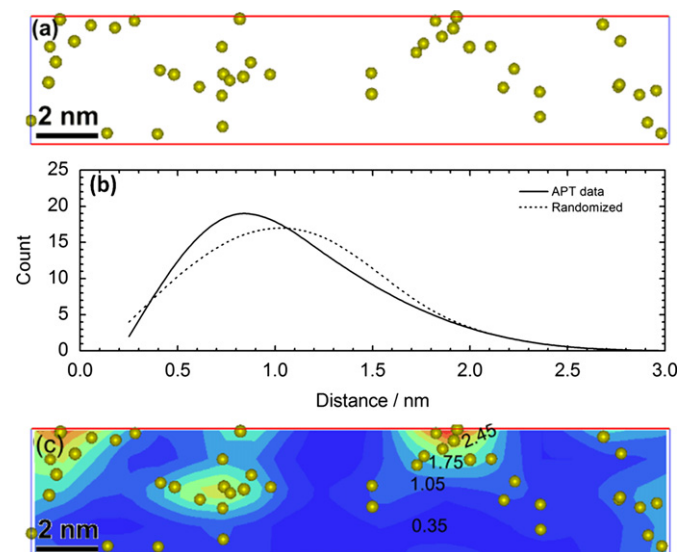 (a)
2 nm
25
(b)
APT data
Randomized
20
15
Count
10
5
0
0.0 0.5 1.0 1.5 2.0 2.5 3.0
Distance / nm
(c)
2.45
1.75
1.05
0.35
2 nm